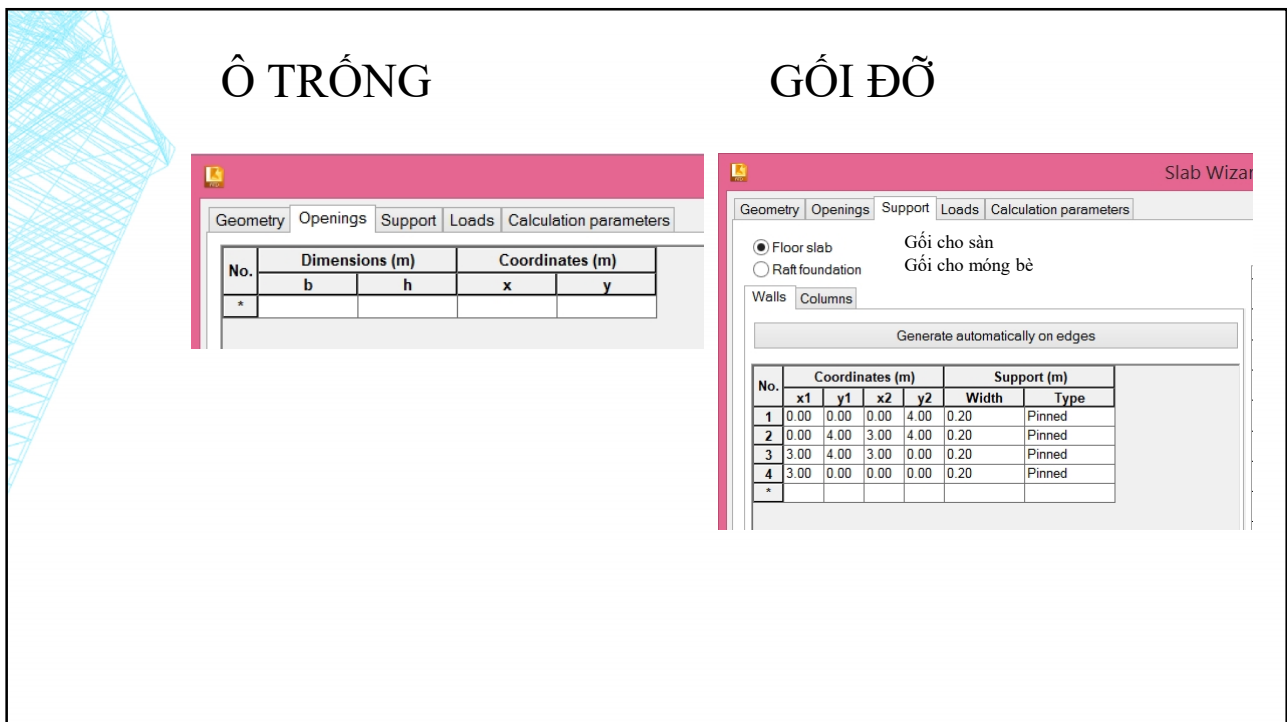 Ô TRỐNG
Geometry Openings Support Loads Calculation parameters
No. Dimensions (m) Coordinates (m)
b h x y
*
GỐI ĐỠ
Slab Wizar
Geometry Openings Support Loads Calculation parameters
Floor slab Gối cho sàn
Raft foundation Gối cho móng bè
Walls Columns
Generate automatically on edges
No. Coordinates (m) Support (m)
x1 y1 x2 y2 Width Type
1 0.00 0.00 0.00 4.00 0.20 Pinned
2 0.00 4.00 3.00 4.00 0.20 Pinned
3 3.00 4.00 3.00 0.00 0.20 Pinned
4 3.00 0.00 0.00 0.00 0.20 Pinned
*